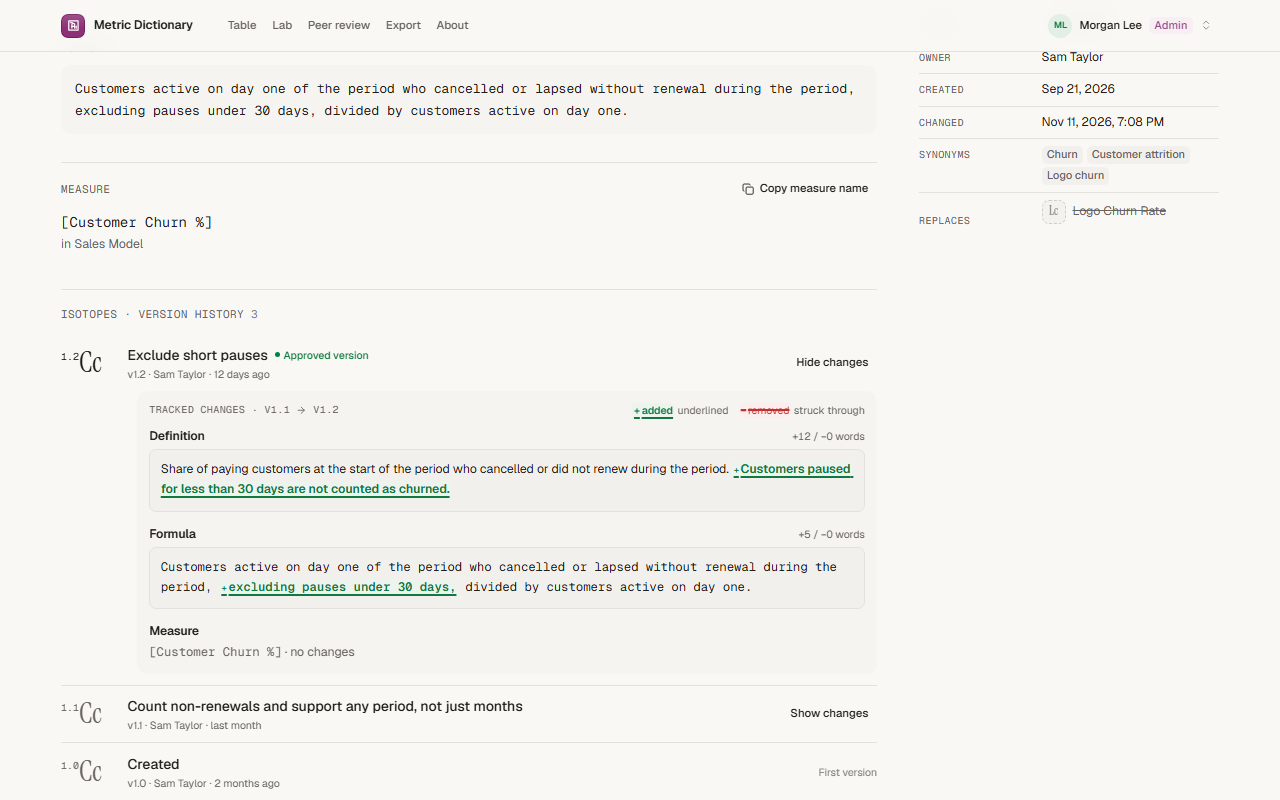 Metric Dictionary
Table
Lab
Peer review
Export
About
ML
Morgan Lee
Admin
Customers active on day one of the period who cancelled or lapsed without renewal during the period,
excluding pauses under 30 days, divided by customers active on day one.
OWNER
Sam Taylor
CREATED
Sep 21, 2026
CHANGED
Nov 11, 2026, 7:08 PM
SYNONYMS
Churn
Customer attrition
Logo churn
REPLACES
Lc
Logo Churn Rate
MEASURE
Copy measure name
[Customer Churn %]
in Sales Model
ISOTOPES · VERSION HISTORY 3
1.2 Cc
Exclude short pauses
Approved version
v1.2 · Sam Taylor · 12 days ago
Hide changes
TRACKED CHANGES · V1.1 → V1.2
+added underlined
−removed struck through
Definition
+12 / −0 words
Share of paying customers at the start of the period who cancelled or did not renew during the period. +Customers paused
for less than 30 days are not counted as churned.
Formula
+5 / −0 words
Customers active on day one of the period who cancelled or lapsed without renewal during the
period, +excluding pauses under 30 days, divided by customers active on day one.
Measure
[Customer Churn %] · no changes
1.1 Cc
Count non-renewals and support any period, not just months
v1.1 · Sam Taylor · last month
Show changes
1.0 Cc
Created
v1.0 · Sam Taylor · 2 months ago
First version